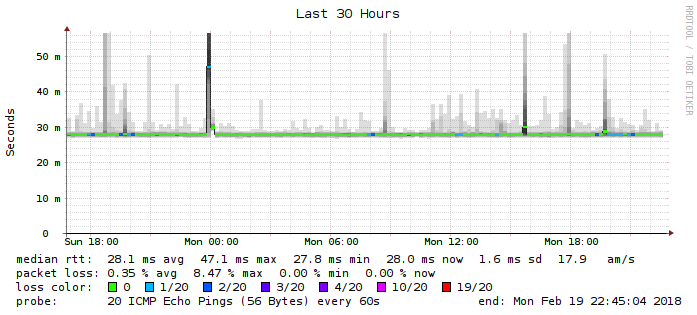 Last 30 Hours
RRDTOOL / TOBI OETIKER
Seconds
50 m
40 m
30 m
20 m
10 m
0
Sun 18:00 Mon 00:00 Mon 06:00 Mon 12:00 Mon 18:00
median rtt: 28.1 ms avg 47.1 ms max 27.8 ms min 28.0 ms now 1.6 ms sd 17.9 am/s
packet loss: 0.35 % avg 8.47 % max 0.00 % min 0.00 % now
loss color: 0 1/20 2/20 3/20 4/20 10/20 19/20
probe: 20 ICMP Echo Pings (56 Bytes) every 60s end: Mon Feb 19 22:45:04 2018